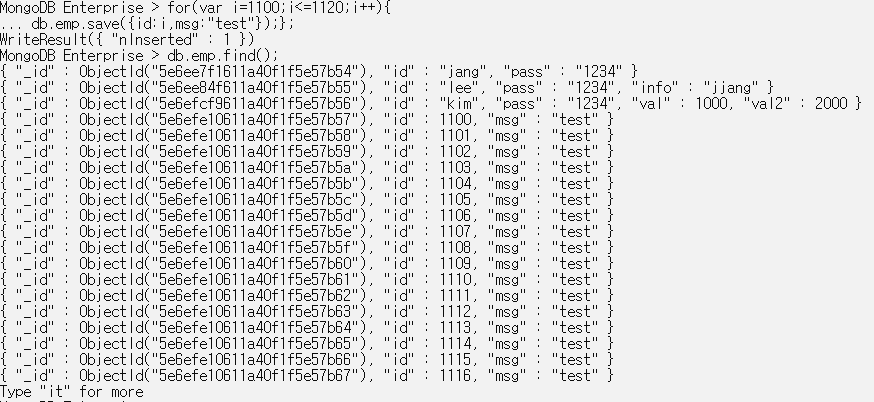 MongoDB Enterprise > for(var i=1100;i<=1120;i++){
... db.emp.save({id:i,msg:"test"});};
WriteResult({ "nInserted" : 1 })
MongoDB Enterprise > db.emp.find();
{ "_id" : ObjectId("5e6ee7f1611a40f1f5e57b54"), "id" : "jang", "pass" : "1234" }
{ "_id" : ObjectId("5e6ee84f611a40f1f5e57b55"), "id" : "lee", "pass" : "1234", "info" : "jjang" }
{ "_id" : ObjectId("5e6efcf9611a40f1f5e57b56"), "id" : "kim", "pass" : "1234", "val" : 1000, "val2" : 2000 }
{ "_id" : ObjectId("5e6efe10611a40f1f5e57b57"), "id" : 1100, "msg" : "test" }
{ "_id" : ObjectId("5e6efe10611a40f1f5e57b58"), "id" : 1101, "msg" : "test" }
{ "_id" : ObjectId("5e6efe10611a40f1f5e57b59"), "id" : 1102, "msg" : "test" }
{ "_id" : ObjectId("5e6efe10611a40f1f5e57b5a"), "id" : 1103, "msg" : "test" }
{ "_id" : ObjectId("5e6efe10611a40f1f5e57b5b"), "id" : 1104, "msg" : "test" }
{ "_id" : ObjectId("5e6efe10611a40f1f5e57b5c"), "id" : 1105, "msg" : "test" }
{ "_id" : ObjectId("5e6efe10611a40f1f5e57b5d"), "id" : 1106, "msg" : "test" }
{ "_id" : ObjectId("5e6efe10611a40f1f5e57b5e"), "id" : 1107, "msg" : "test" }
{ "_id" : ObjectId("5e6efe10611a40f1f5e57b5f"), "id" : 1108, "msg" : "test" }
{ "_id" : ObjectId("5e6efe10611a40f1f5e57b60"), "id" : 1109, "msg" : "test" }
{ "_id" : ObjectId("5e6efe10611a40f1f5e57b61"), "id" : 1110, "msg" : "test" }
{ "_id" : ObjectId("5e6efe10611a40f1f5e57b62"), "id" : 1111, "msg" : "test" }
{ "_id" : ObjectId("5e6efe10611a40f1f5e57b63"), "id" : 1112, "msg" : "test" }
{ "_id" : ObjectId("5e6efe10611a40f1f5e57b64"), "id" : 1113, "msg" : "test" }
{ "_id" : ObjectId("5e6efe10611a40f1f5e57b65"), "id" : 1114, "msg" : "test" }
{ "_id" : ObjectId("5e6efe10611a40f1f5e57b66"), "id" : 1115, "msg" : "test" }
{ "_id" : ObjectId("5e6efe10611a40f1f5e57b67"), "id" : 1116, "msg" : "test" }
Type "it" for more